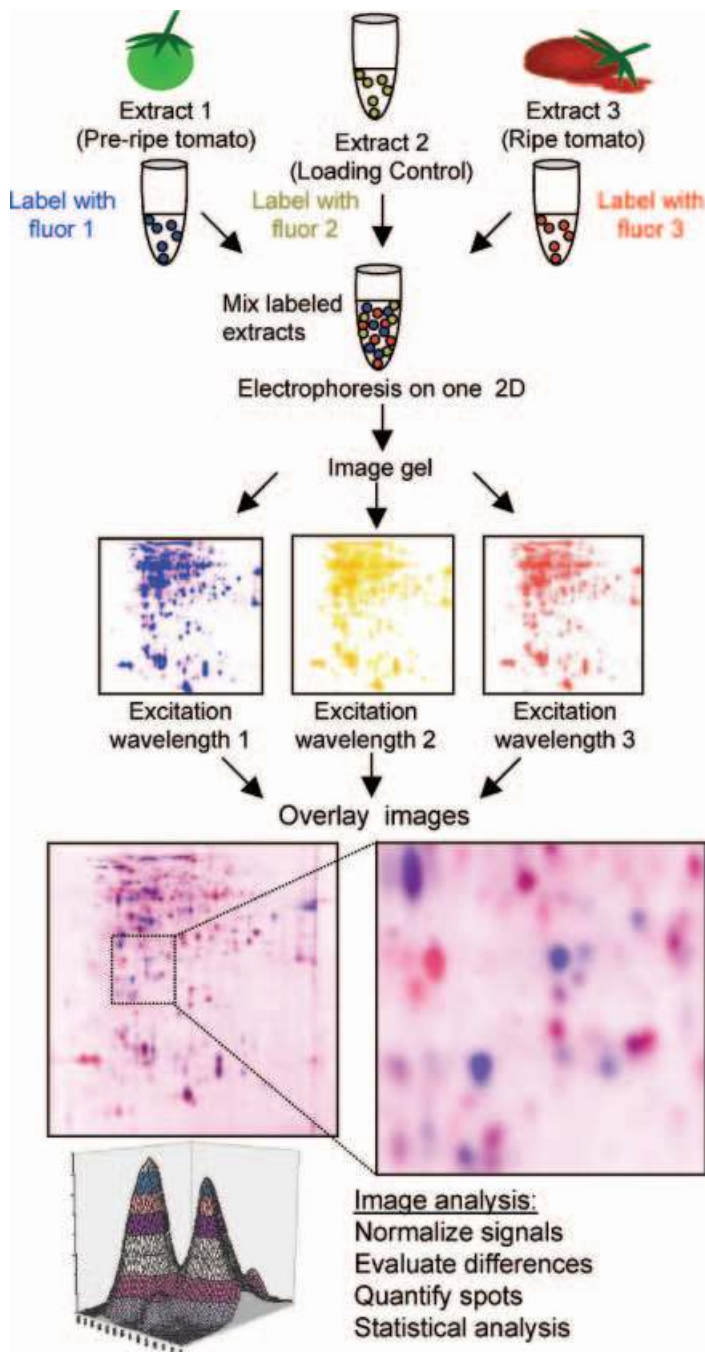 Extract 1
(Pre-ripe tomato)
Extract 2
(Loading Control)
Extract 3
(Ripe tomato)
Label with
fluor 1
Label with
fluor 2
Label with
fluor 3
Mix labeled
extracts
Electrophoresis on one 2D
Image gel
Excitation
wavelength 1
Excitation
wavelength 2
Excitation
wavelength 3
Overlay images
Image analysis:
Normalize signals
Evaluate differences
Quantify spots
Statistical analysis